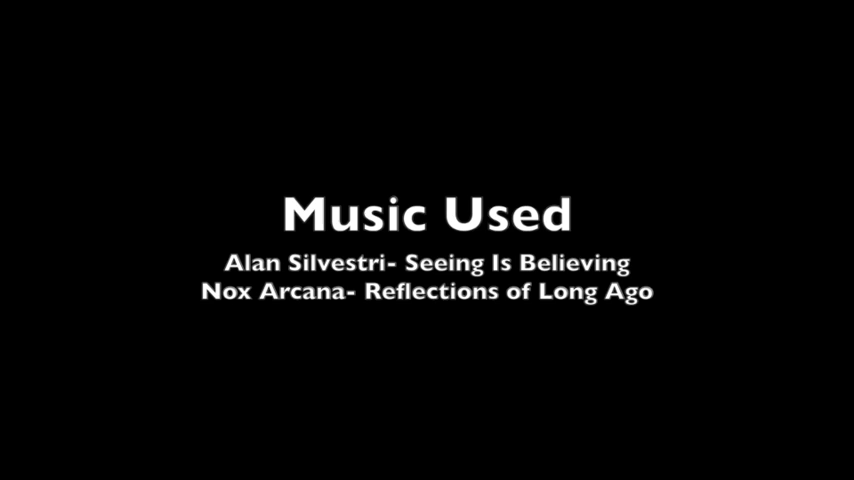 Music Used
Alan Silvestri- Seeing Is Believing
Nox Arcana- Reflections of Long Ago